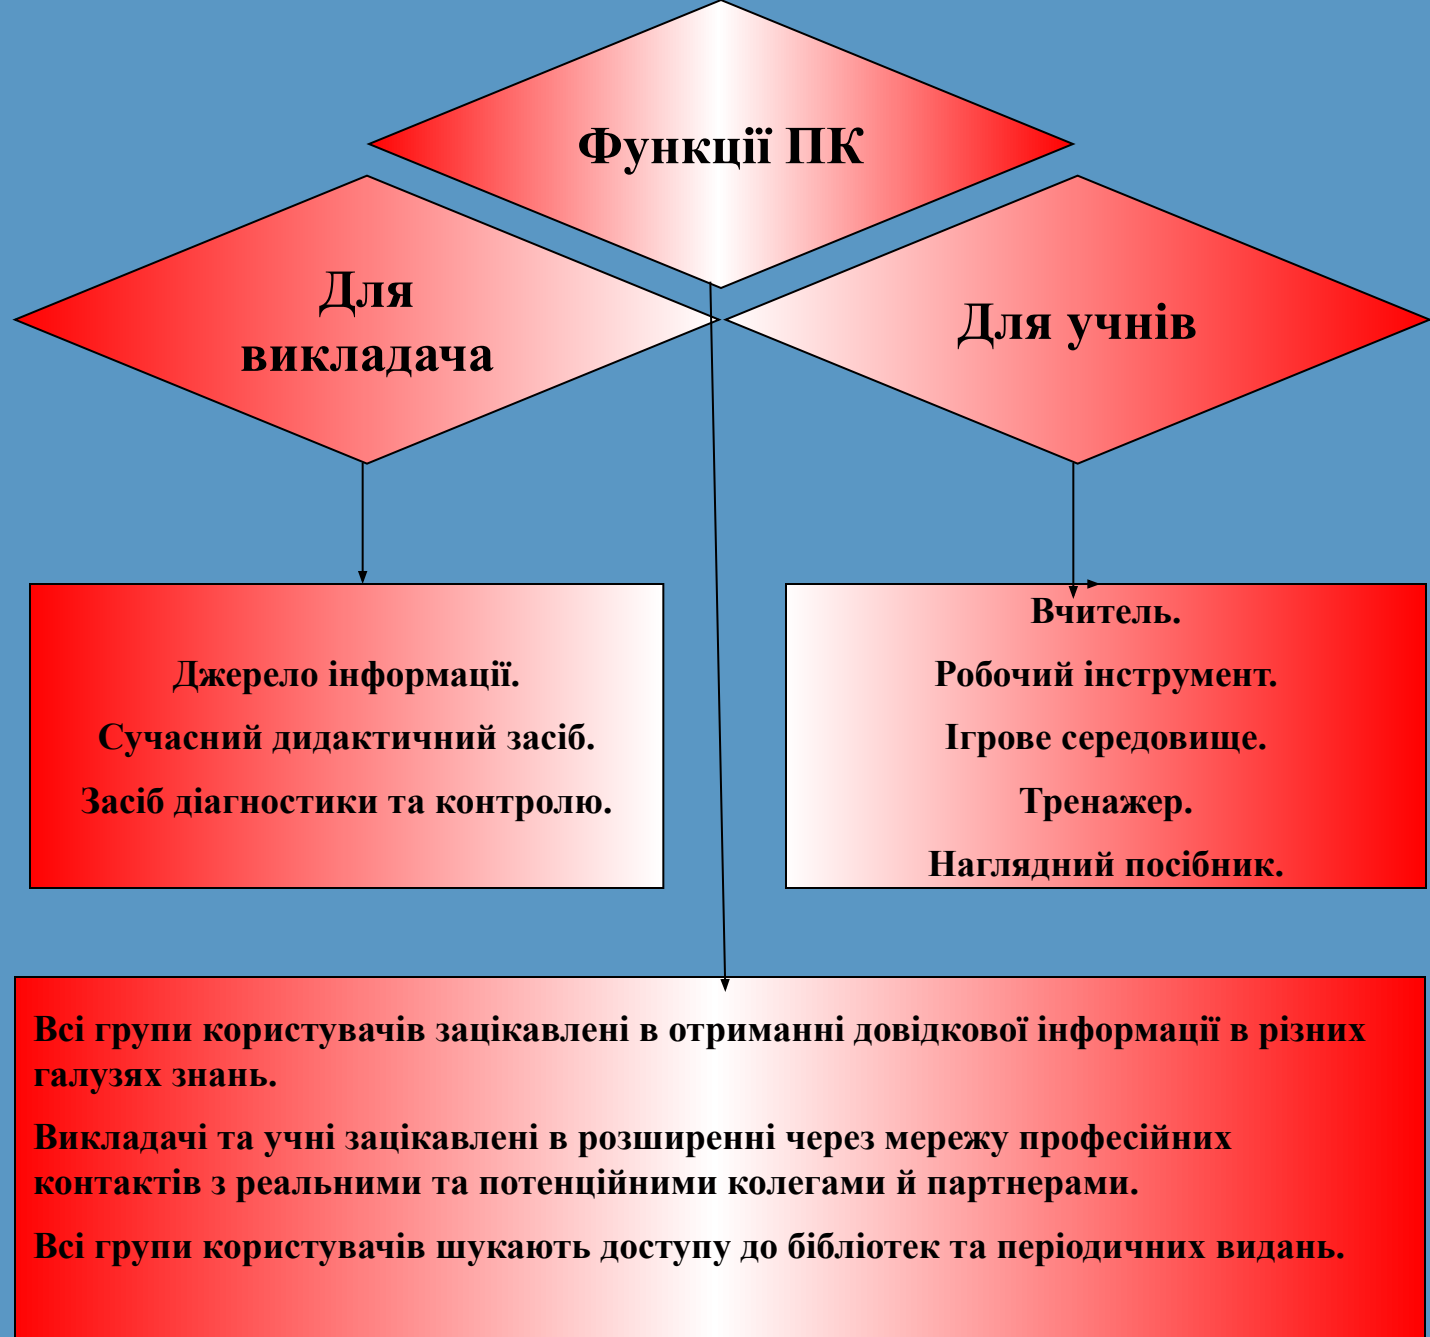 Функції ПК
Для
викладача
Для учнів
Джерело інформації.
Сучасний дидактичний засіб.
Засіб діагностики та контролю.
Вчитель.
Робочий інструмент.
Ігрове середовище.
Тренажер.
Наглядний посібник.
Всі групи користувачів зацікавлені в отриманні довідкової інформації в різних
галузях знань.
Викладачі та учні зацікавлені в розширенні через мережу професійних
контактів з реальними та потенційними колегами й партнерами.
Всі групи користувачів шукають доступу до бібліотек та періодичних видань.